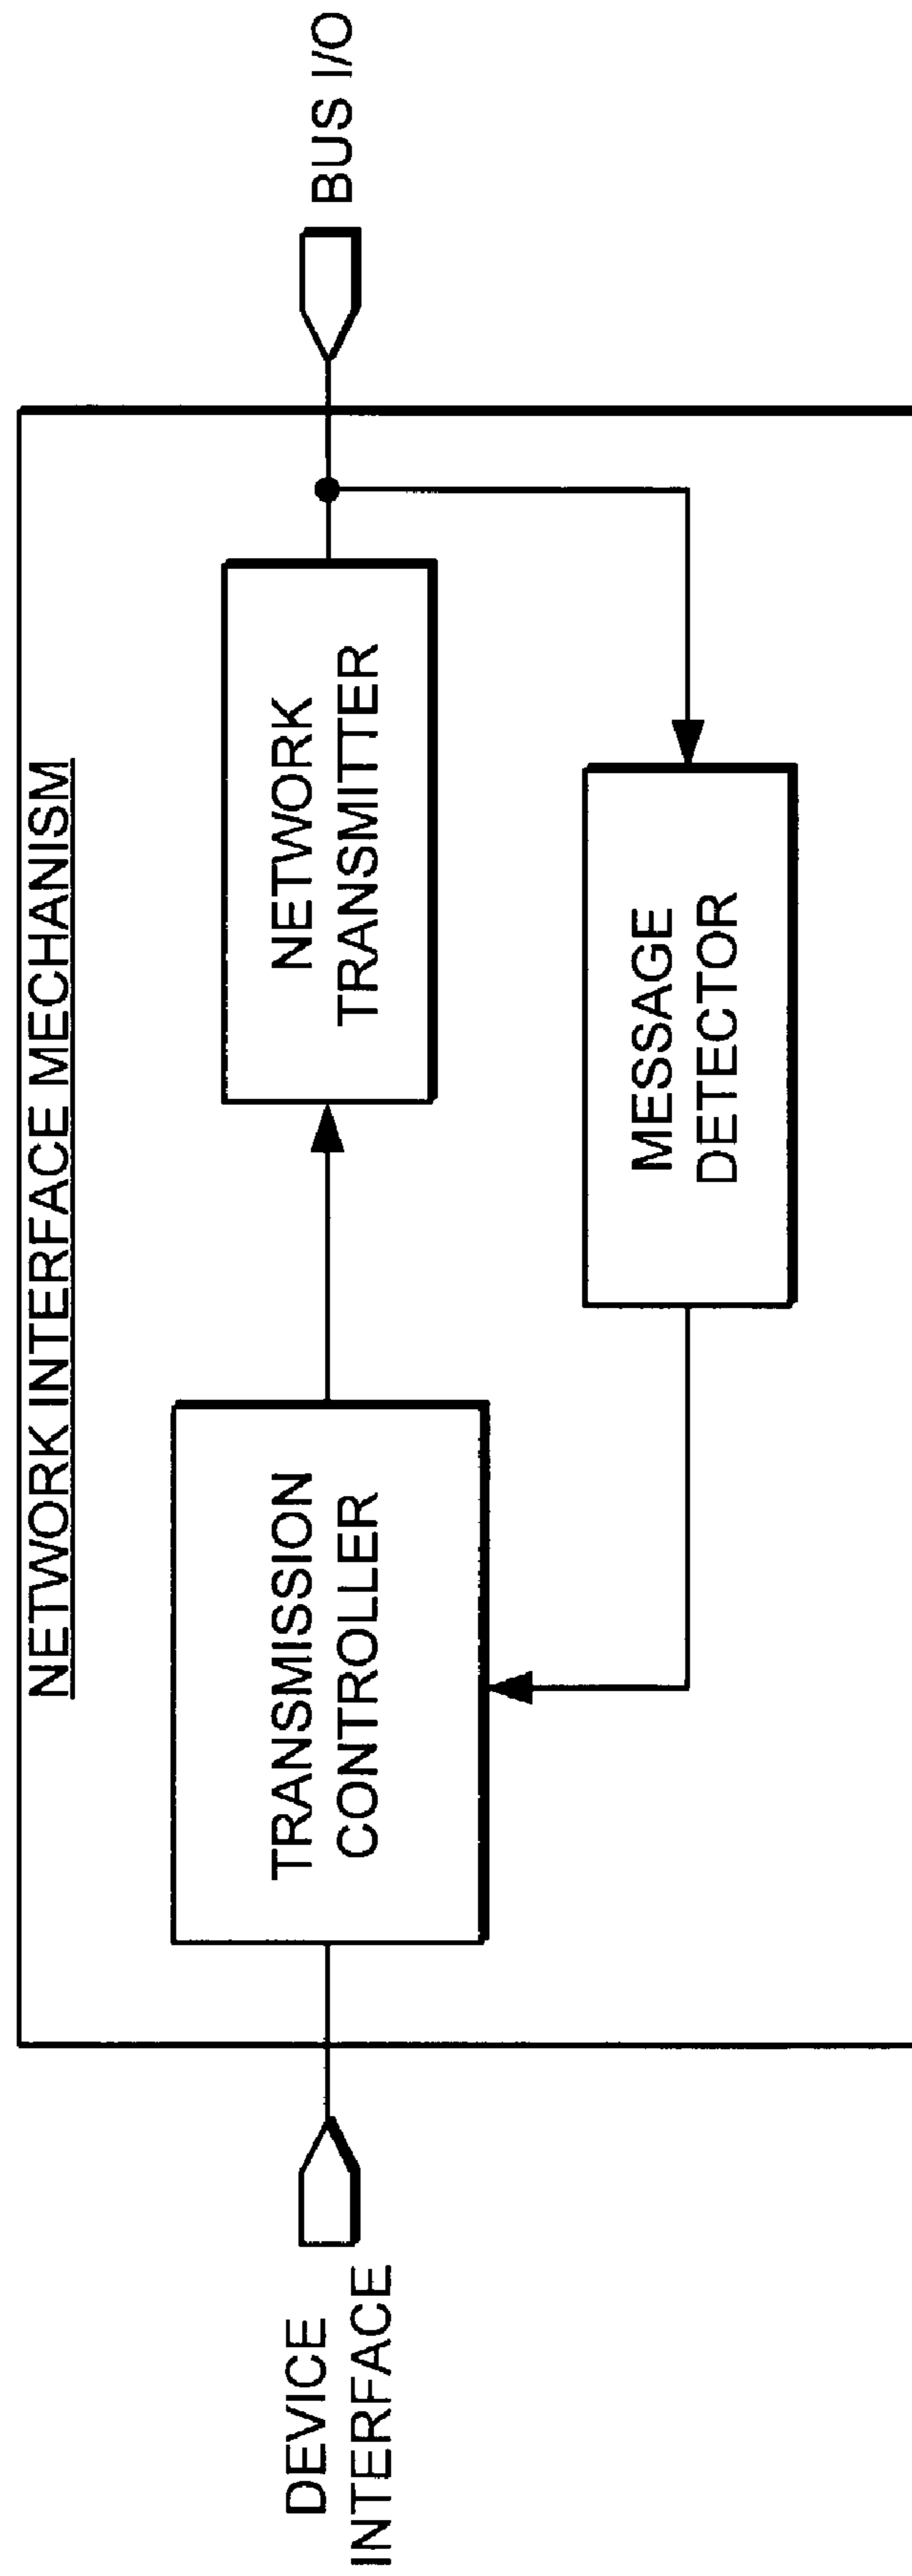 NETWORK INTERFACE MECHANISM
DEVICE
INTERFACE
TRANSMISSION
CONTROLLER
NETWORK
TRANSMITTER
BUS I/O
MESSAGE
DETECTOR